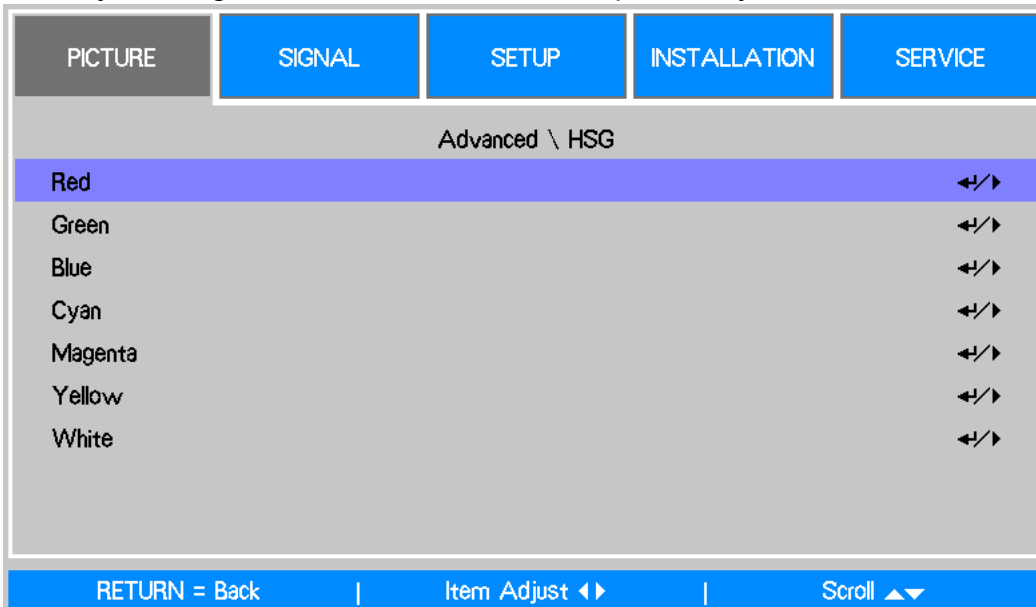 PICTURE SIGNAL SETUP INSTALLATION SERVICE
Advanced \ HSG
Red
Green
Blue
Cyan
Magenta
Yellow
White
RETURN = Back | Item Adjust ◀▶ | Scroll ▲▼